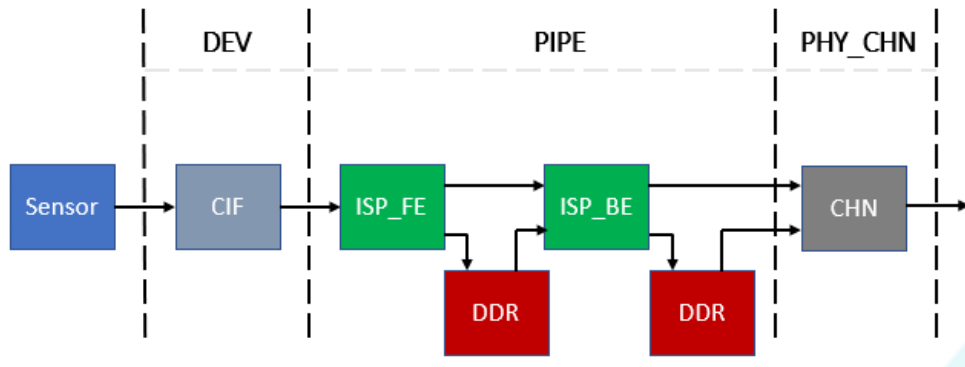 DEV
PIPE
PHY_CHN
Sensor
CIF
ISP_FE
ISP_BE
CHN
DDR
DDR